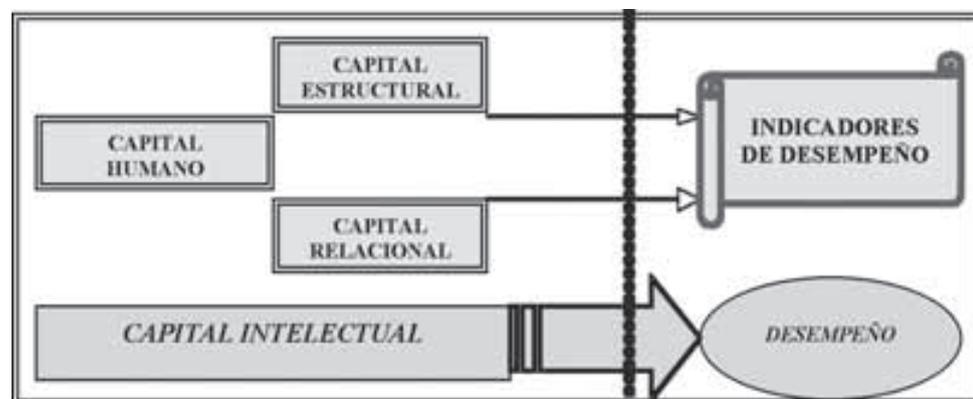 CAPITAL
ESTRUCTURAL
CAPITAL
HUMANO
INDICADORES
DE DESEMPEÑO
CAPITAL
RELACIONAL
CAPITAL INTELECTUAL
DESEMPEÑO